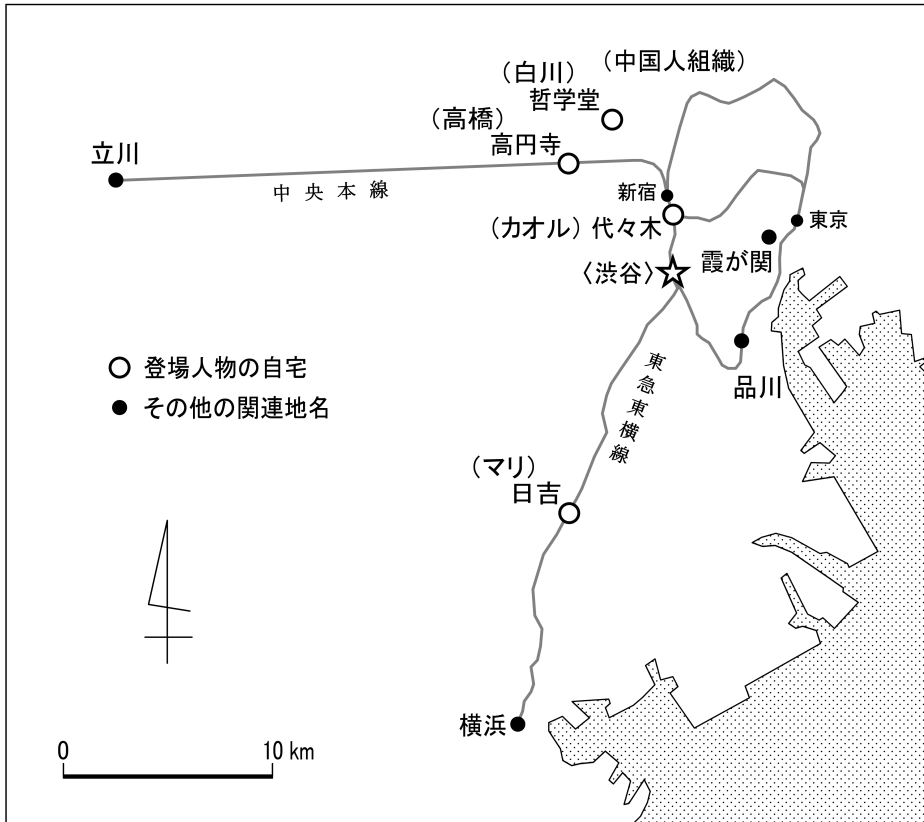 （中国人組織）
（白川）
哲学堂
（高橋）
高円寺
立川
中央本線
新宿
（カオル）代々木
東京
霞が関
〈渋谷〉
品川
東急東横線
登場人物の自宅
その他の関連地名
（マリ）
日吉
横浜
0 10 km